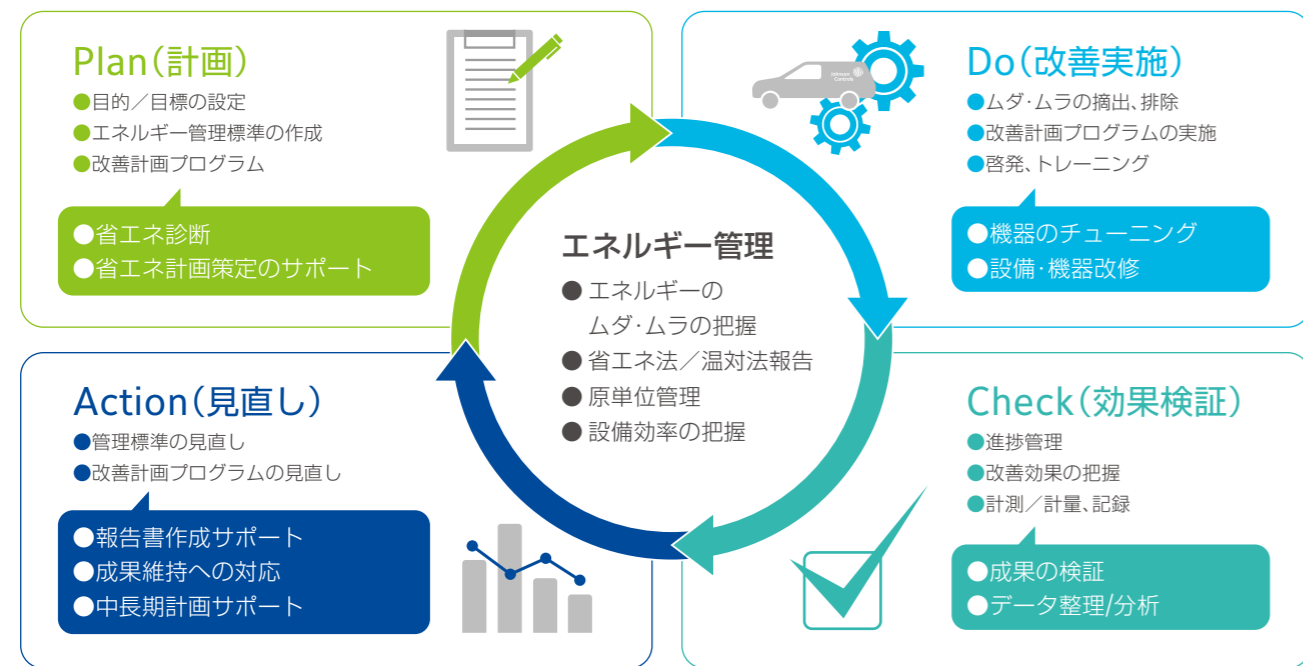 Plan（計画）
●目的／目標の設定
●エネルギー管理標準の作成
●改善計画プログラム
●省エネ診断
●省エネ計画策定のサポート
Johnson
Controls
Do（改善実施）
●ムダ・ムラの摘出、排除
●改善計画プログラムの実施
●啓発、トレーニング
●機器のチューニング
●設備・機器改修
エネルギー管理
●エネルギーの
ムダ・ムラの把握
●省エネ法／温対法報告
●原単位管理
●設備効率の把握
Action（見直し）
●管理標準の見直し
●改善計画プログラムの見直し
●報告書作成サポート
●成果維持への対応
●中長期計画サポート
Check（効果検証）
●進捗管理
●改善効果の把握
●計測／計量、記録
●成果の検証
●データ整理/分析